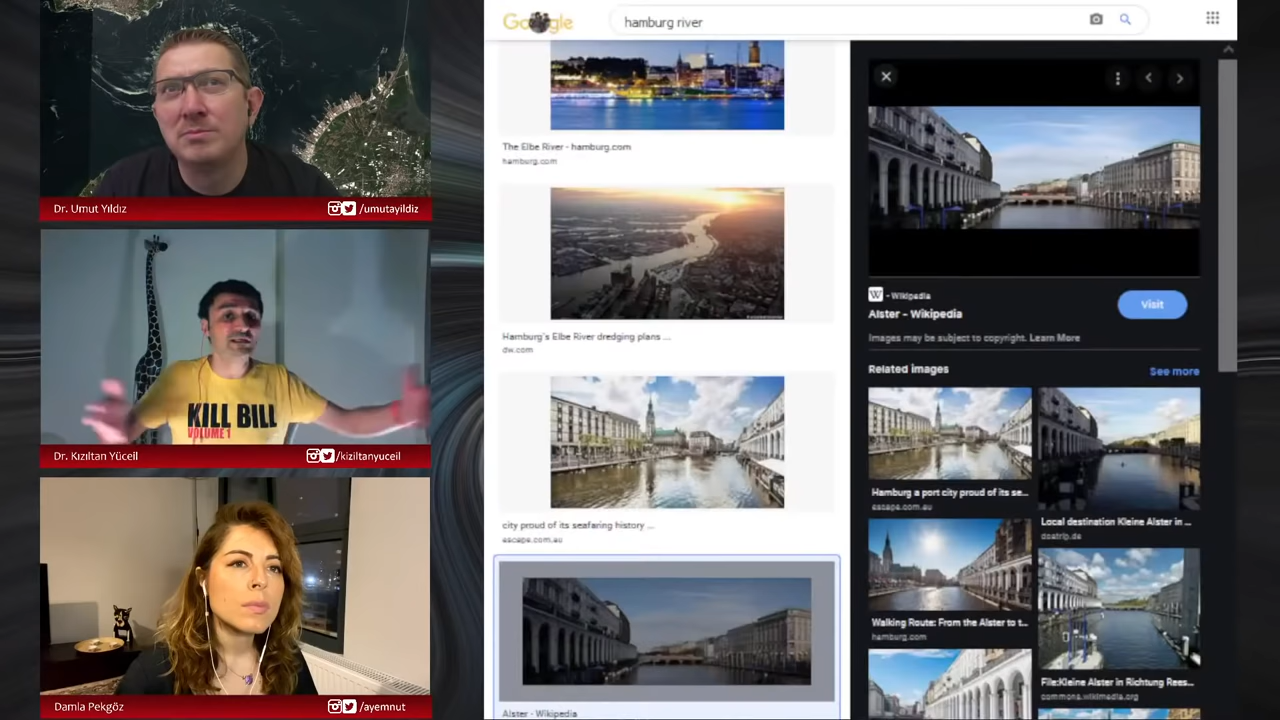 Dr. Umut Yıldız
/umutayildiz
KILL BILL
VOLUME 1
Dr. Kızıltan Yüceil
/kiziltanyuceil
Damla Pekgöz
/ayemnut
Google
hamburg river
The Elbe River - hamburg.com
hamburg.com
Hamburg's Elbe River dredging plans ...
dw.com
city proud of its seafaring history ...
escape.com.au
Alster - Wikipedia
W - Wikipedia
Alster - Wikipedia
Visit
Images may be subject to copyright. Learn More
Related images
See more
Hamburg a port city proud of its se...
escape.com.au
Local destination Kleine Alster in ...
Walking Route: From the Alster to t...
hamburg.com
File:Kleine Alster in Richtung Rees...
commons.wikimedia.org